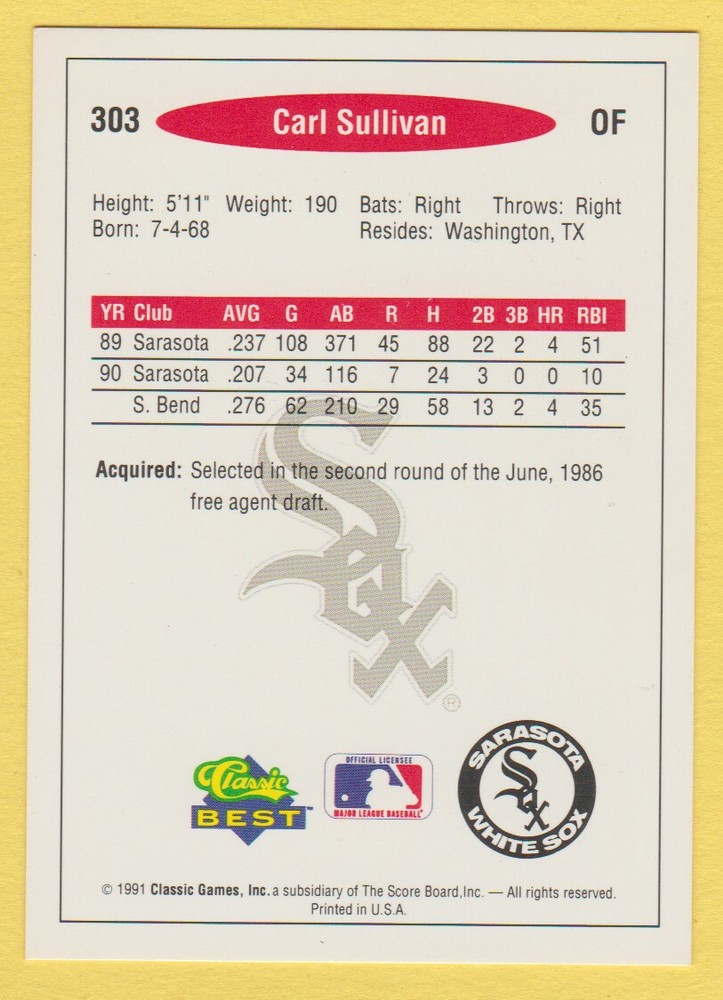 303 Carl Sullivan OF
Height: 5'11" Weight: 190 Bats: Right Throws: Right
Born: 7-4-68 Resides: Washington, TX
YR Club AVG G AB R H 2B 3B HR RBI
89 Sarasota .237 108 371 45 88 22 2 4 51
90 Sarasota .207 34 116 7 24 3 0 0 10
S. Bend .276 62 210 29 58 13 2 4 35
Acquired: Selected in the second round of the June, 1986
free agent draft.
Sox
®
Classic
BEST™
OFFICIAL LICENSEE
MAJOR LEAGUE BASEBALL
SARASOTA
Sox
WHITE SOX
© 1991 Classic Games, Inc. a subsidiary of The Score Board,Inc. — All rights reserved.
Printed in U.S.A.